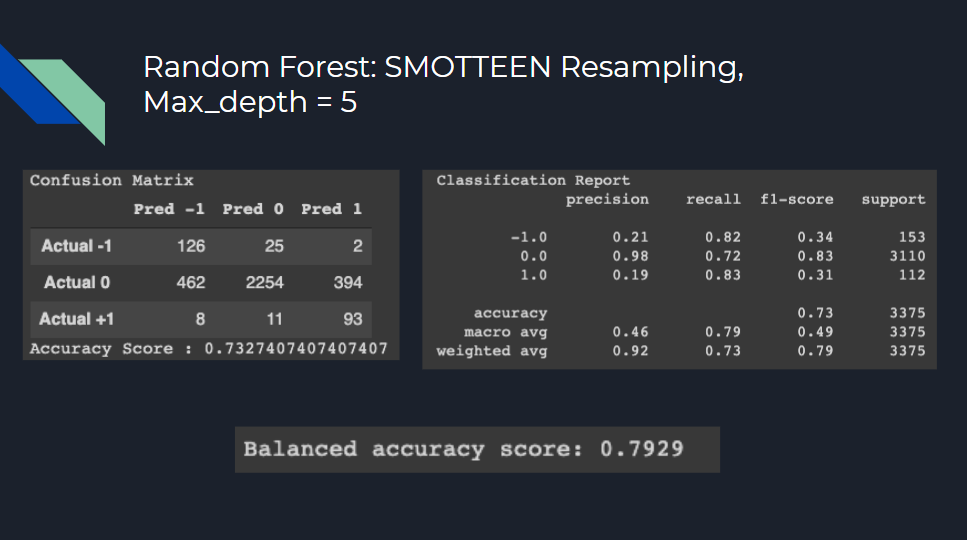 Random Forest: SMOTTEEN Resampling,
Max_depth = 5
Confusion Matrix
Pred -1 Pred 0 Pred 1
Actual -1 126 25 2
Actual 0 462 2254 394
Actual +1 8 11 93
Accuracy Score : 0.7327407407407407
Classification Report
precision recall f1-score support
-1.0 0.21 0.82 0.34 153
0.0 0.98 0.72 0.83 3110
1.0 0.19 0.83 0.31 112
accuracy 0.73 3375
macro avg 0.46 0.79 0.49 3375
weighted avg 0.92 0.73 0.79 3375
Balanced accuracy score: 0.7929